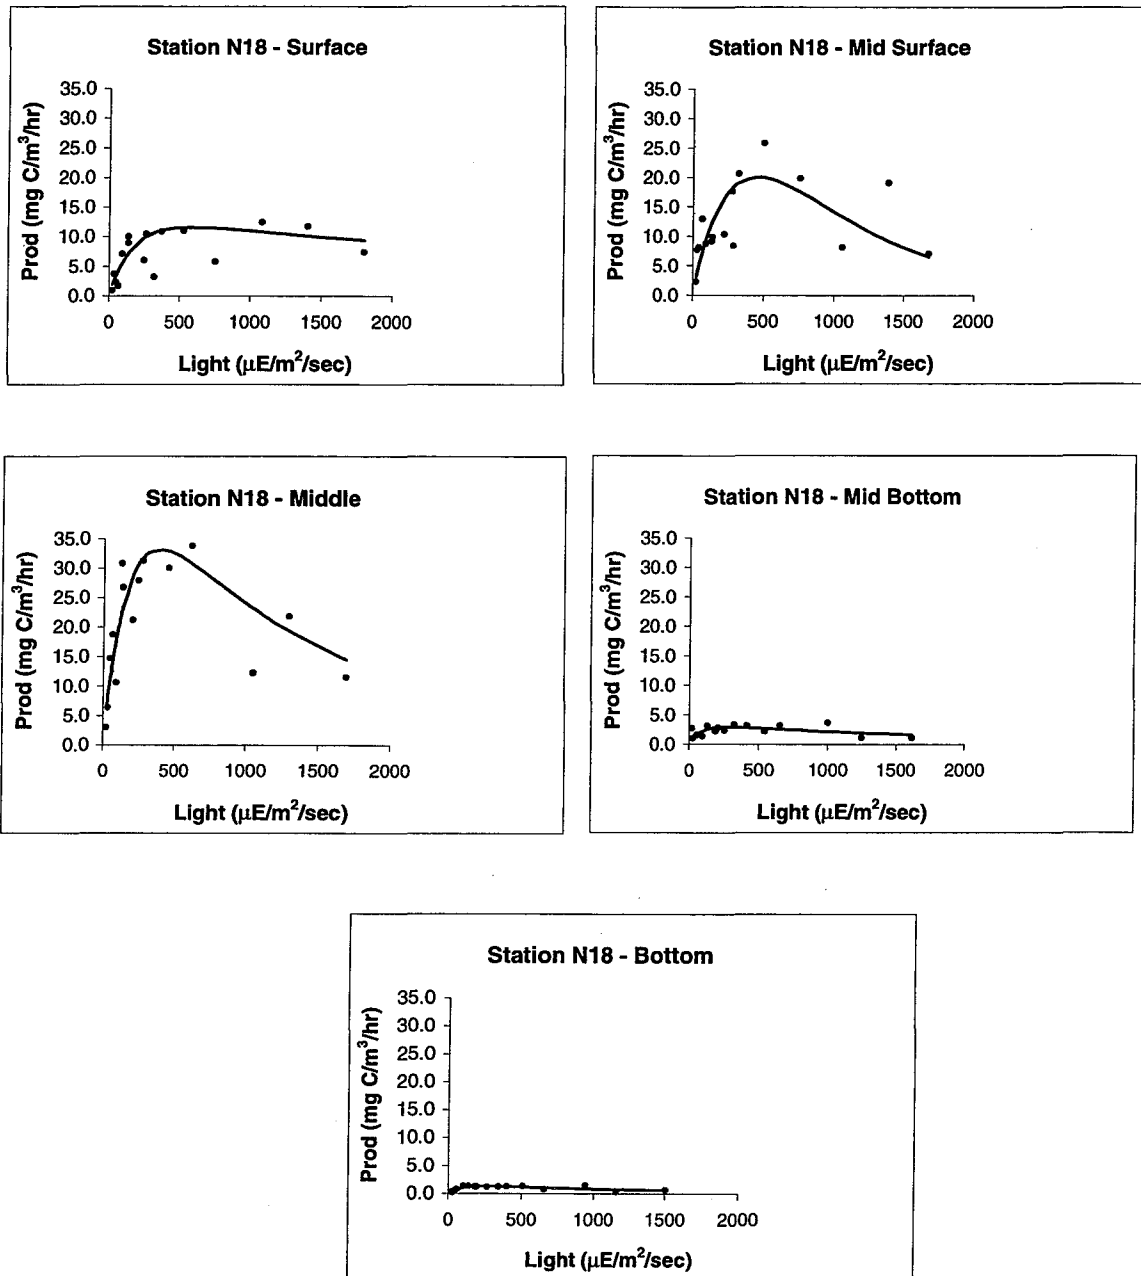 Station N18 - Surface
Prod (mg C/m³/hr)
35.0
30.0
25.0
20.0
15.0
10.0
5.0
0.0
0 500 1000 1500 2000
Light (µE/m²/sec)
Station N18 - Mid Surface
Prod (mg C/m³/hr)
35.0
30.0
25.0
20.0
15.0
10.0
5.0
0.0
0 500 1000 1500 2000
Light (µE/m²/sec)
Station N18 - Middle
Prod (mg C/m³/hr)
35.0
30.0
25.0
20.0
15.0
10.0
5.0
0.0
0 500 1000 1500 2000
Light (µE/m²/sec)
Station N18 - Mid Bottom
Prod (mg C/m³/hr)
35.0
30.0
25.0
20.0
15.0
10.0
5.0
0.0
0 500 1000 1500 2000
Light (µE/m²/sec)
Station N18 - Bottom
Prod (mg C/m³/hr)
35.0
30.0
25.0
20.0
15.0
10.0
5.0
0.0
0 500 1000 1500 2000
Light (µE/m²/sec)